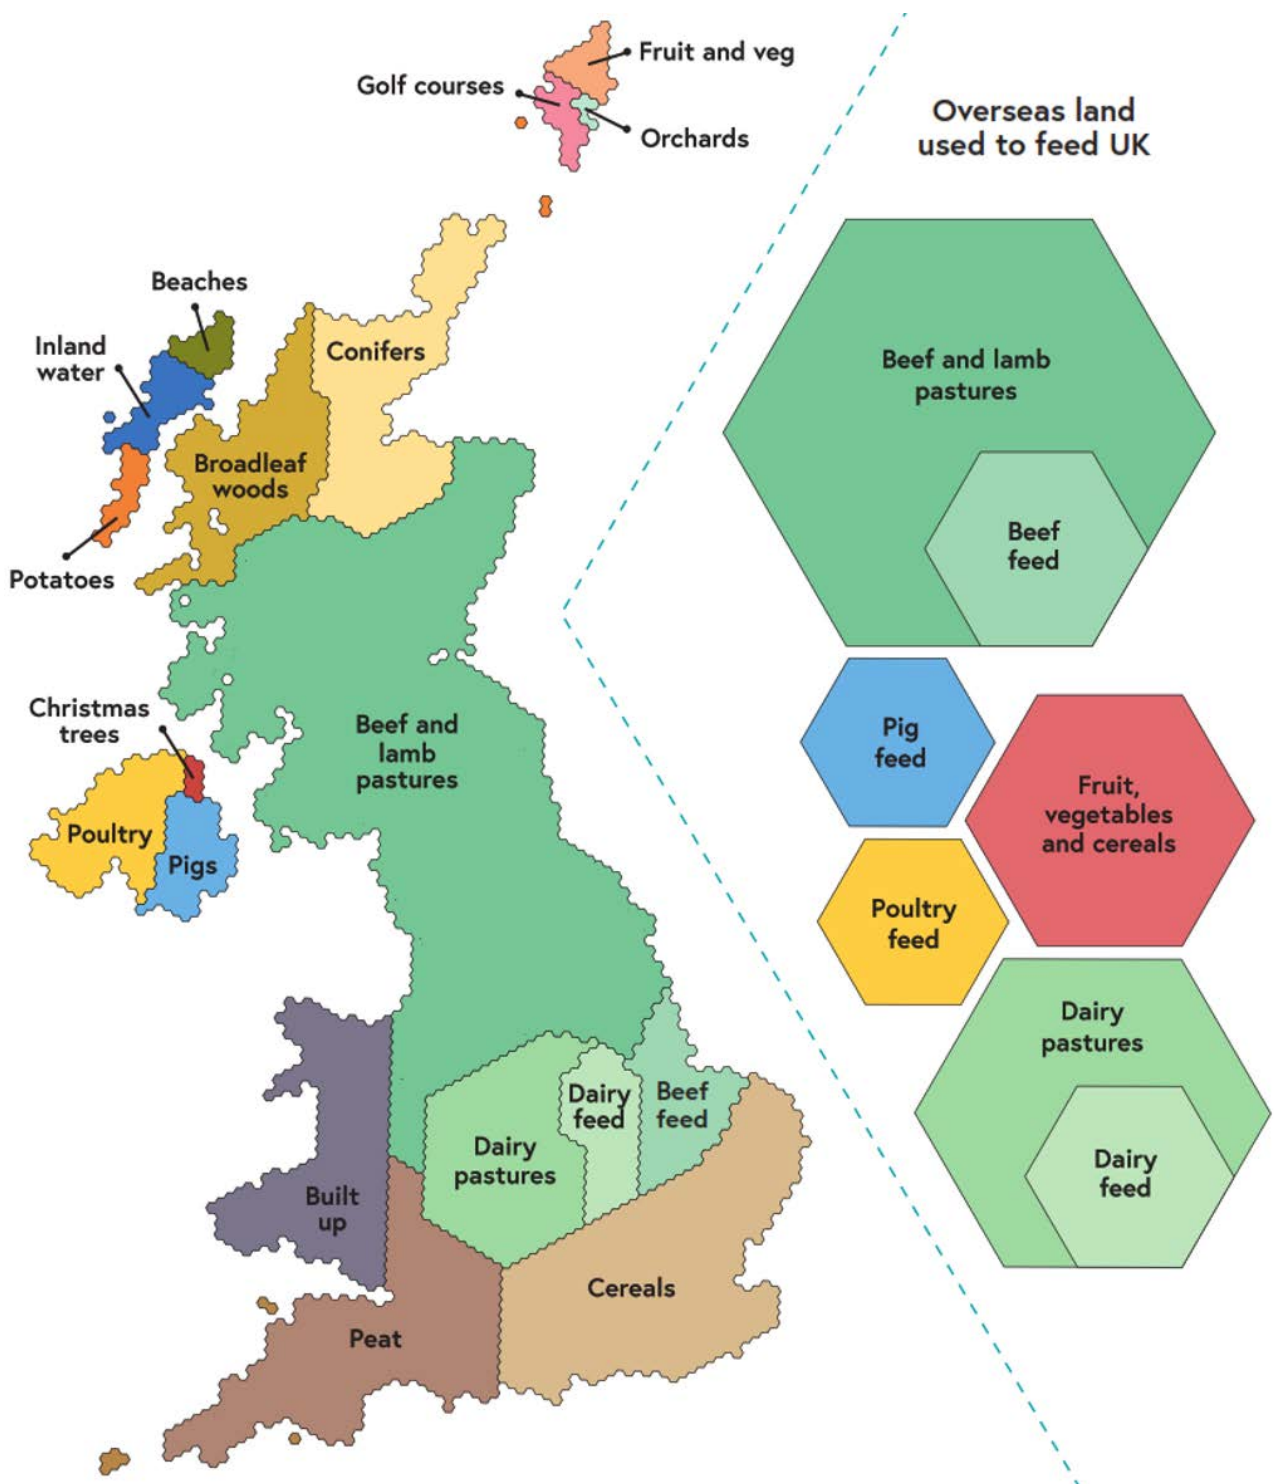 Fruit and veg
Golf courses
Orchards
Overseas land
used to feed UK
Beaches
Inland
water
Conifers
Broadleaf
woods
Potatoes
Beef and lamb
pastures
Beef
feed
Christmas
trees
Beef and
lamb
pastures
Poultry
Pigs
Pig
feed
Fruit,
vegetables
and cereals
Poultry
feed
Dairy
pastures
Dairy
feed
Dairy
feed
Beef
feed
Dairy
pastures
Built
up
Cereals
Peat